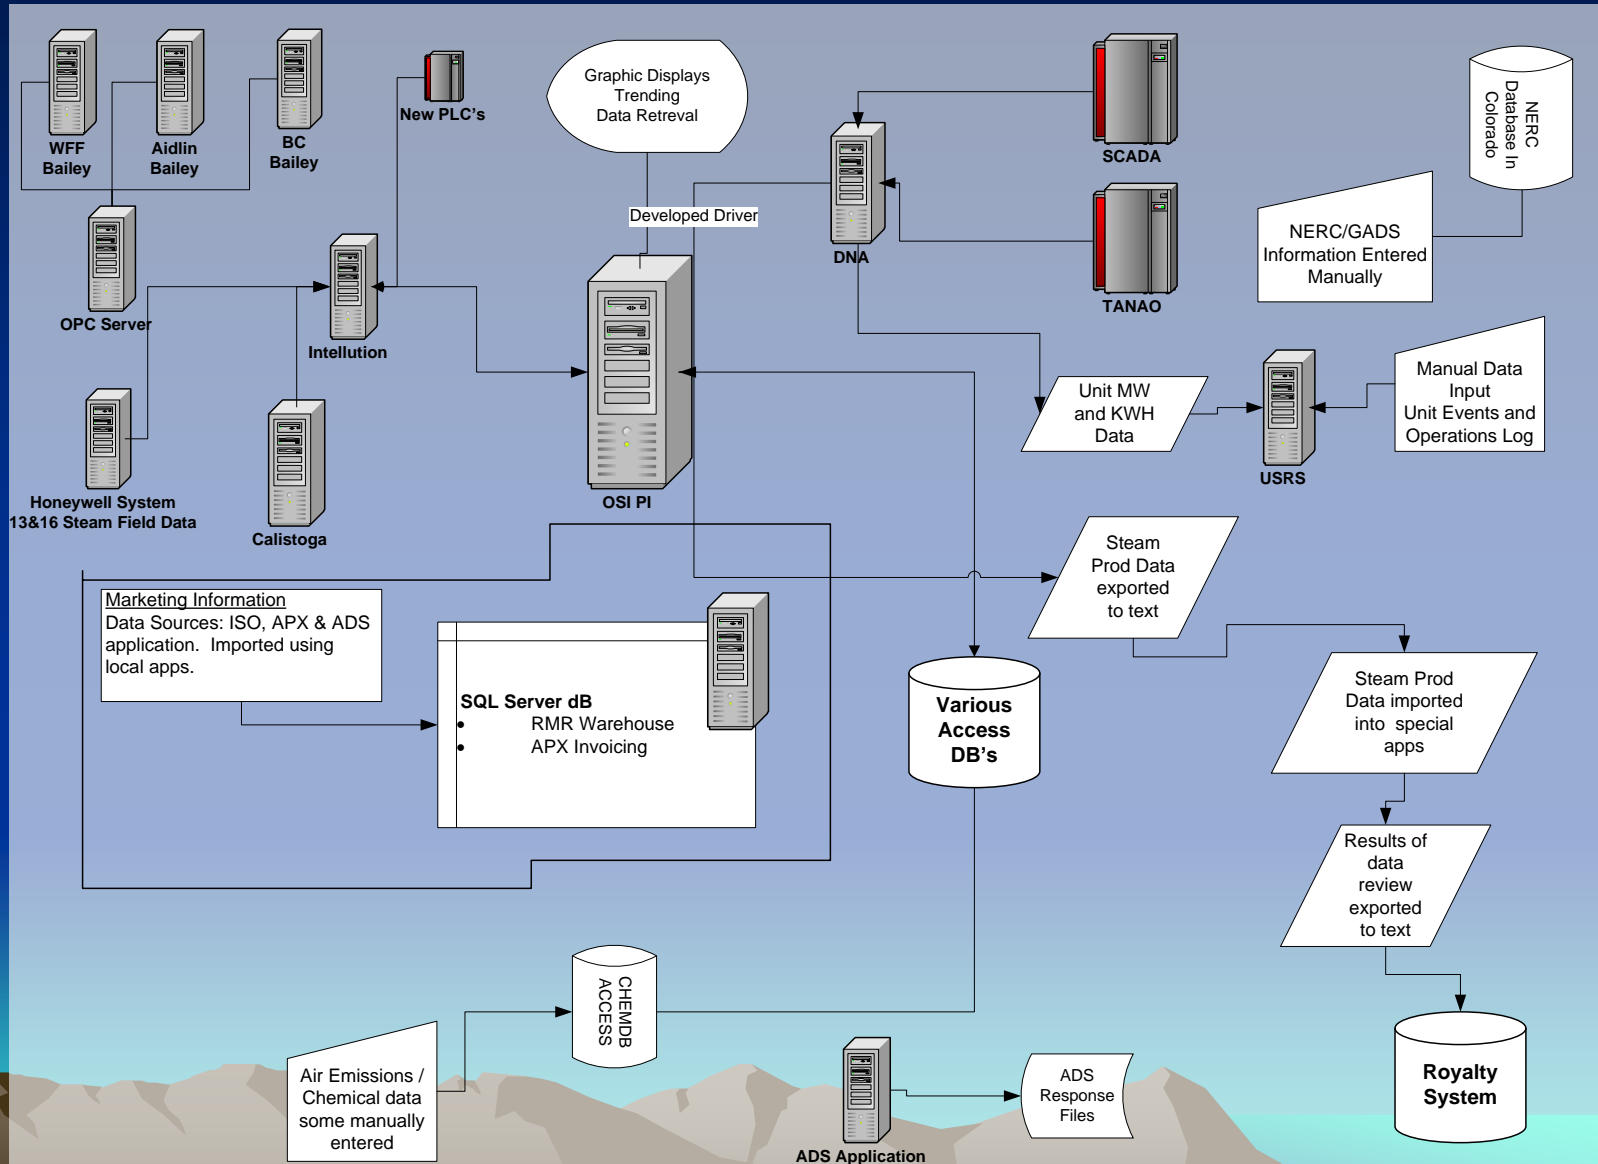 WFF
Bailey
Aidlin
Bailey
BC
Bailey
New PLC's
Graphic Displays
Trending
Data Retreval
SCADA
NERC
Database In
Colorado
OPC Server
Intellution
Developed Driver
DNA
TANAO
NERC/GADS
Information Entered
Manually
Honeywell System
13&16 Steam Field Data
Calistoga
OSI PI
Unit MW
and KWH
Data
USRS
Manual Data
Input
Unit Events and
Operations Log
Marketing Information
Data Sources: ISO, APX & ADS
application. Imported using
local apps.
SQL Server dB
• RMR Warehouse
• APX Invoicing
Various
Access
DB's
Steam
Prod Data
exported
to text
Steam Prod
Data imported
into special
apps
Results of
data
review
exported
to text
CHEMDB
ACCESS
Air Emissions /
Chemical data
some manually
entered
ADS Application
ADS
Response
Files
Royalty
System